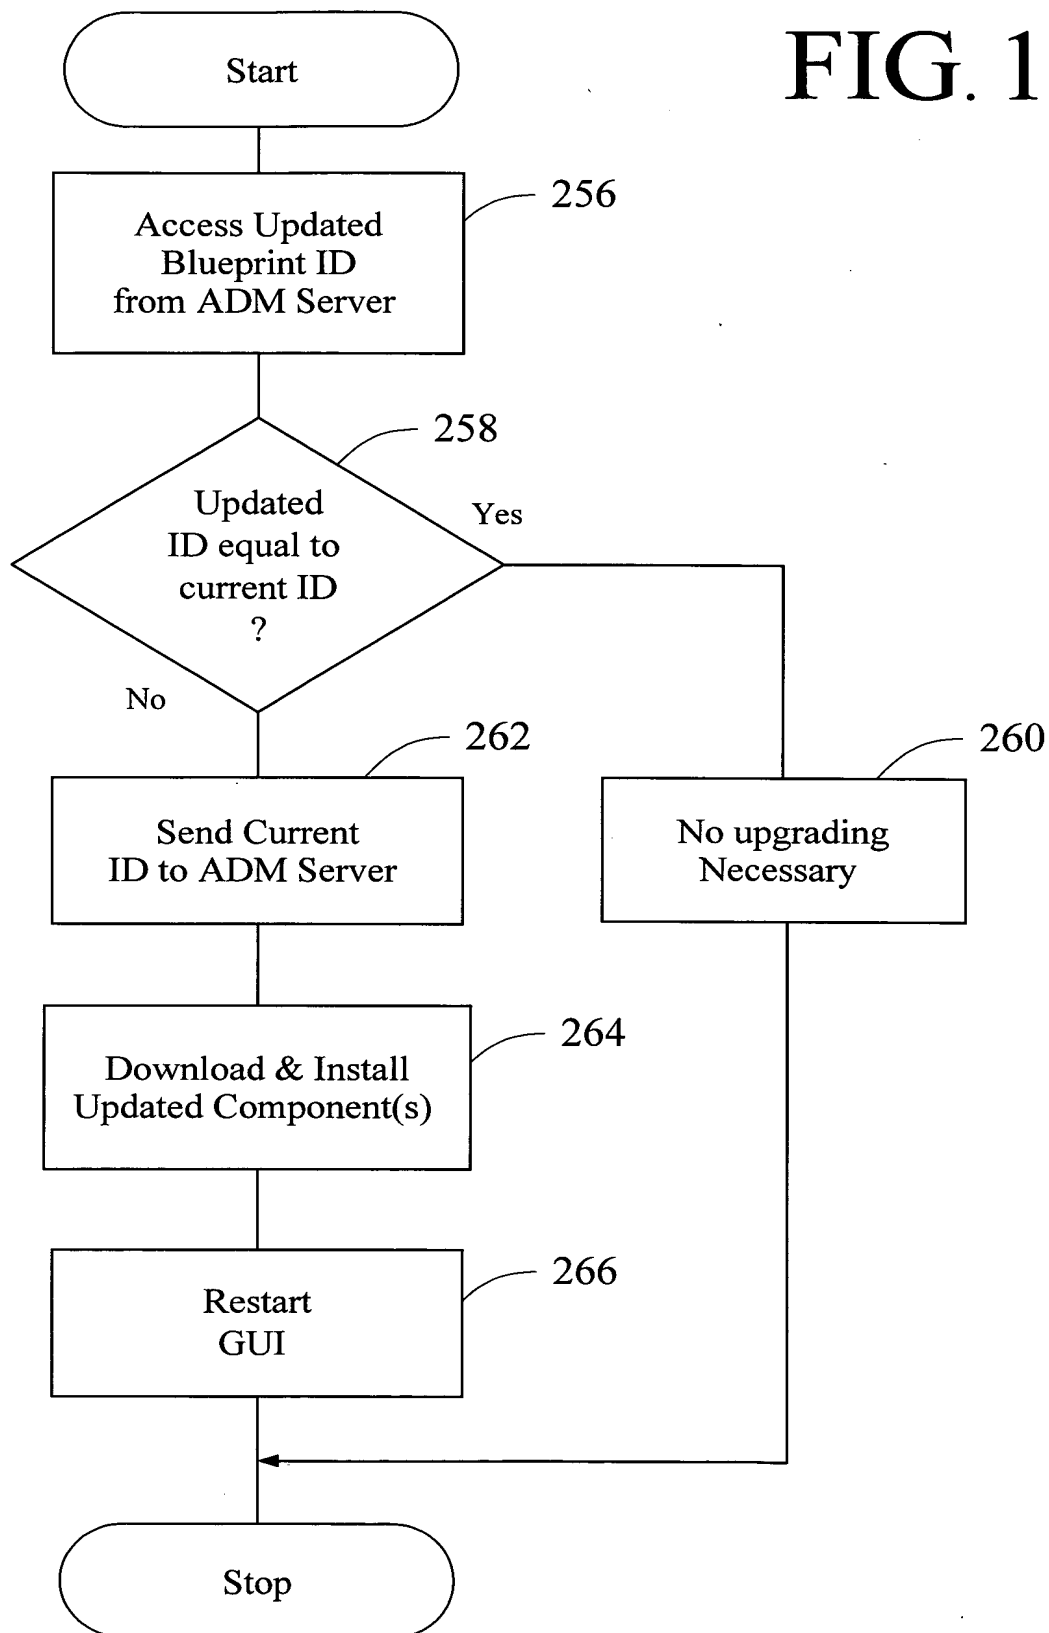 FIG. 1
Start
256
Access Updated
Blueprint ID
from ADM Server
258
Updated
ID equal to
current ID
?
Yes
No
262
Send Current
ID to ADM Server
260
No upgrading
Necessary
264
Download & Install
Updated Component(s)
266
Restart
GUI
Stop